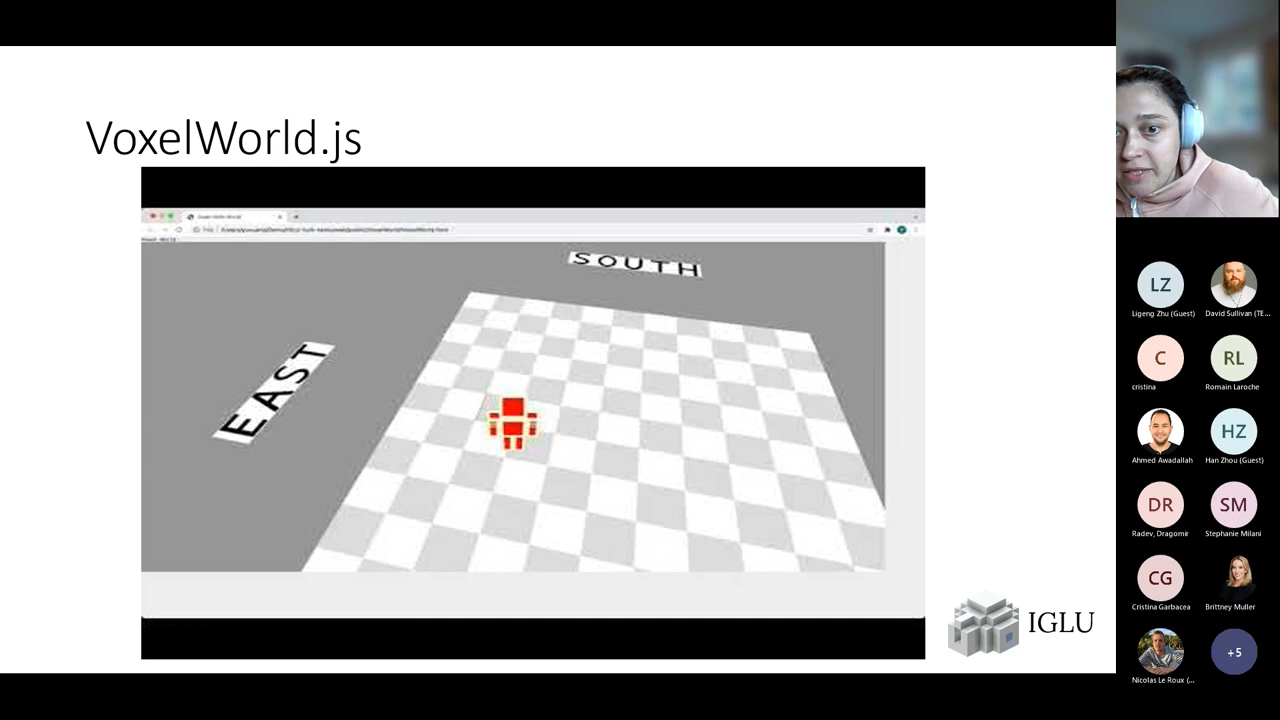 VoxelWorld.js
SOUTH
EAST
IGLU
LZ
Ligeng Zhu (Guest)
David Sullivan (TE...
C
cristina
RL
Romain Laroche
Ahmed Awadallah
HZ
Han Zhou (Guest)
DR
Radev, Dragomir
SM
Stephanie Milani
CG
Cristina Garbacea
Brittney Muller
Nicolas Le Roux (...
+5